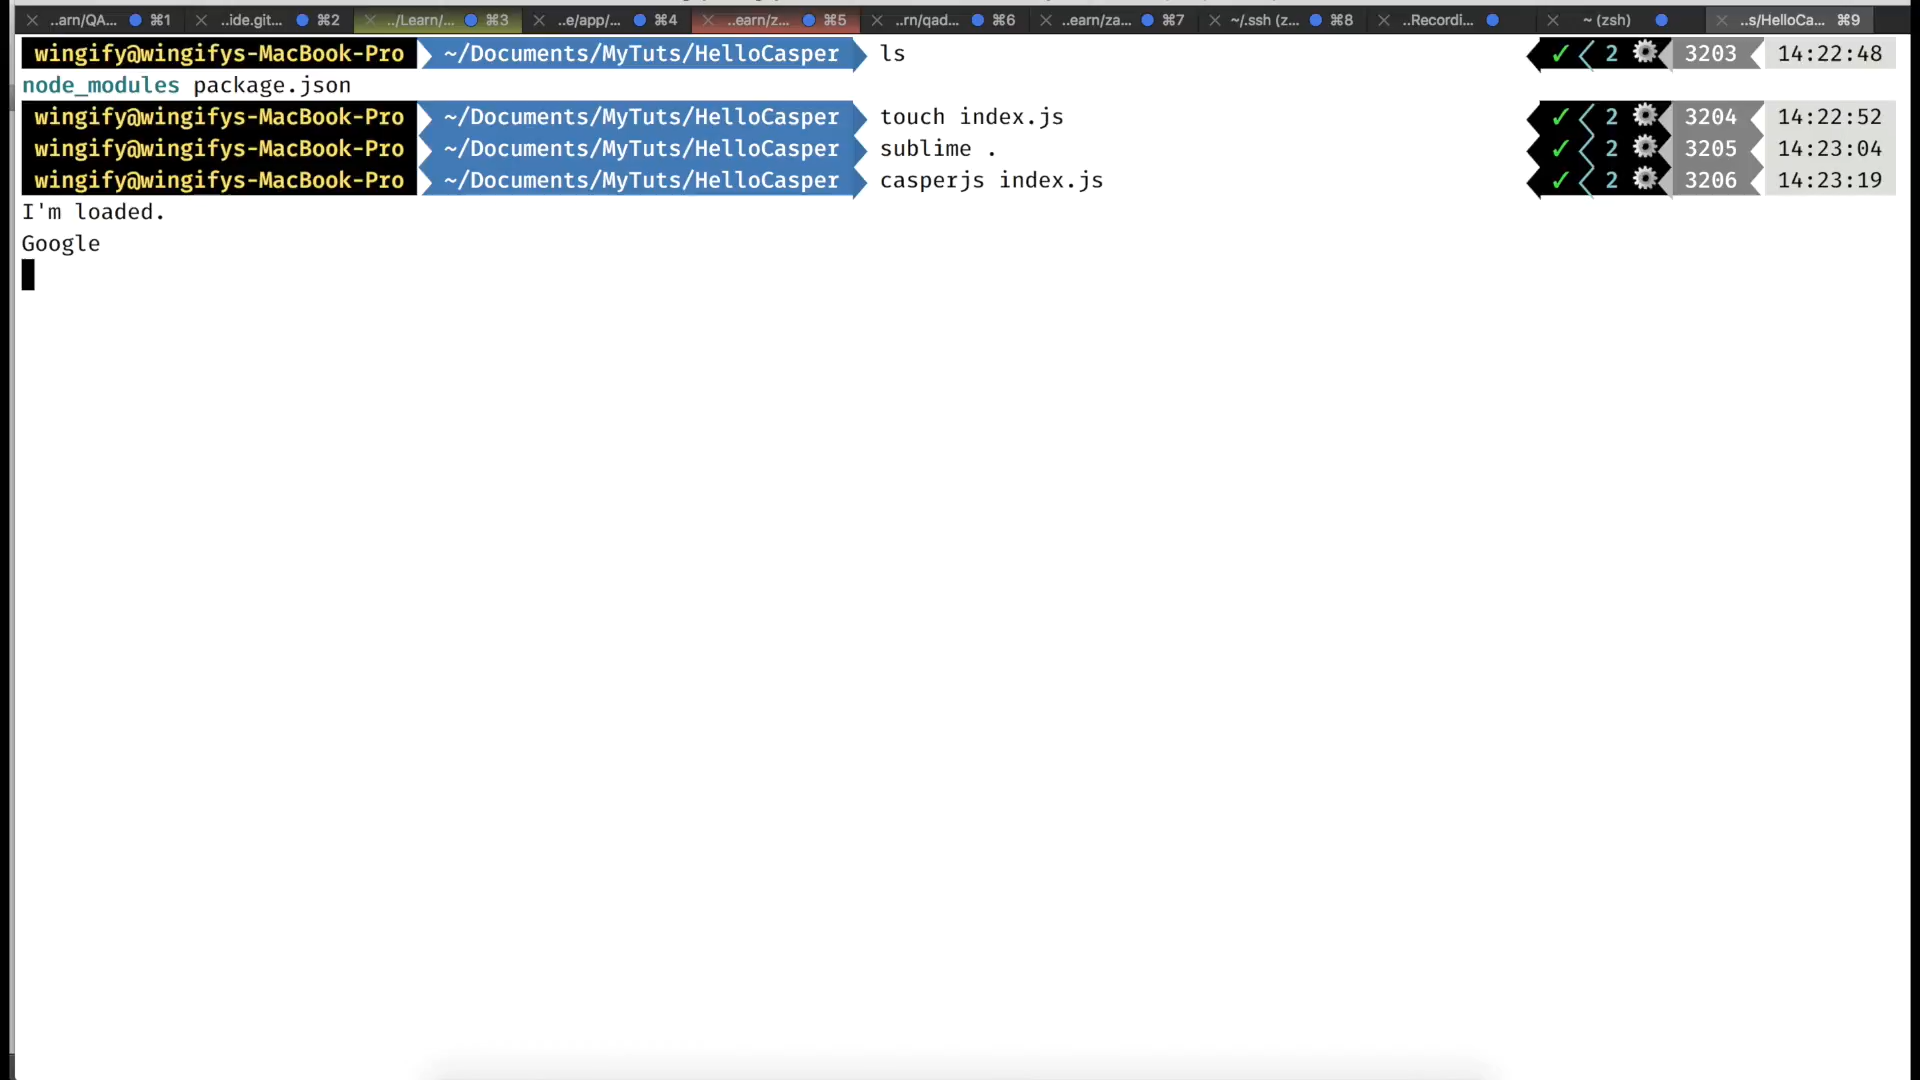 ..arn/QA... ⌘1 ..ide.git... ⌘2 ../Learn/... ⌘3 ..e/app/... ⌘4 ..earn/z... ⌘5 ..rn/qad... ⌘6 ..earn/za... ⌘7 ~/.ssh (z... ⌘8 ..Recordi... ~ (zsh) ..s/HelloCa... ⌘9
wingify@wingifys-MacBook-Pro ~/Documents/MyTuts/HelloCasper ls ✓ 2 3203 14:22:48
node_modules package.json
wingify@wingifys-MacBook-Pro ~/Documents/MyTuts/HelloCasper touch index.js ✓ 2 3204 14:22:52
wingify@wingifys-MacBook-Pro ~/Documents/MyTuts/HelloCasper sublime . ✓ 2 3205 14:23:04
wingify@wingifys-MacBook-Pro ~/Documents/MyTuts/HelloCasper casperjs index.js ✓ 2 3206 14:23:19
I'm loaded.
Google